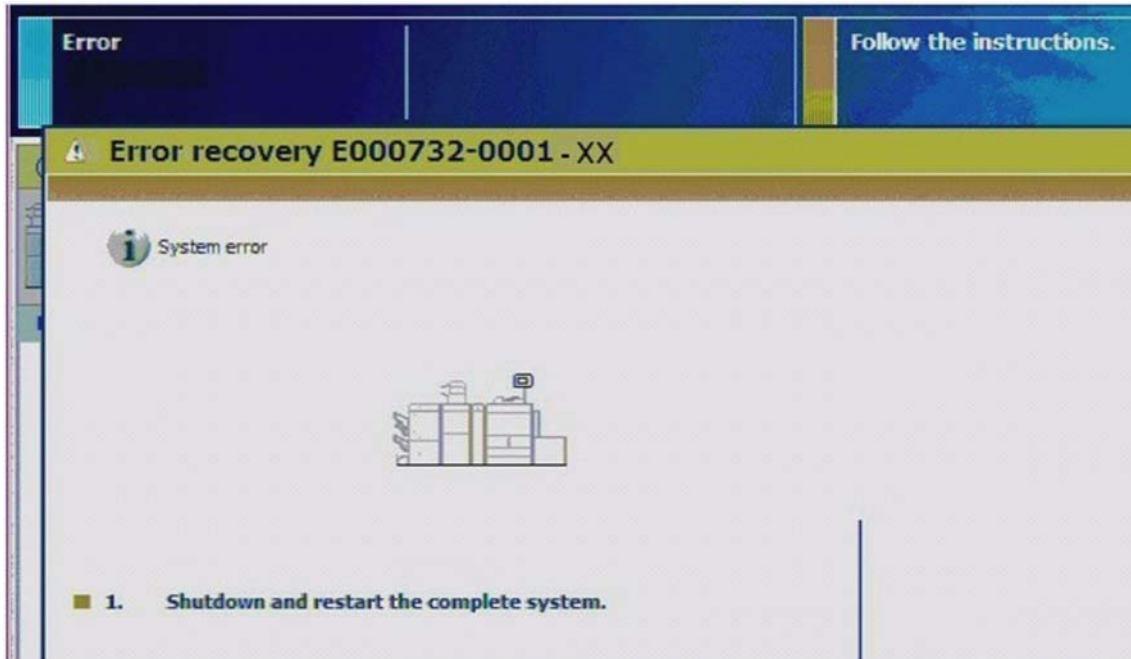 Error
Follow the instructions.
Error recovery E000732-0001 - XX
System error
1. Shutdown and restart the complete system.